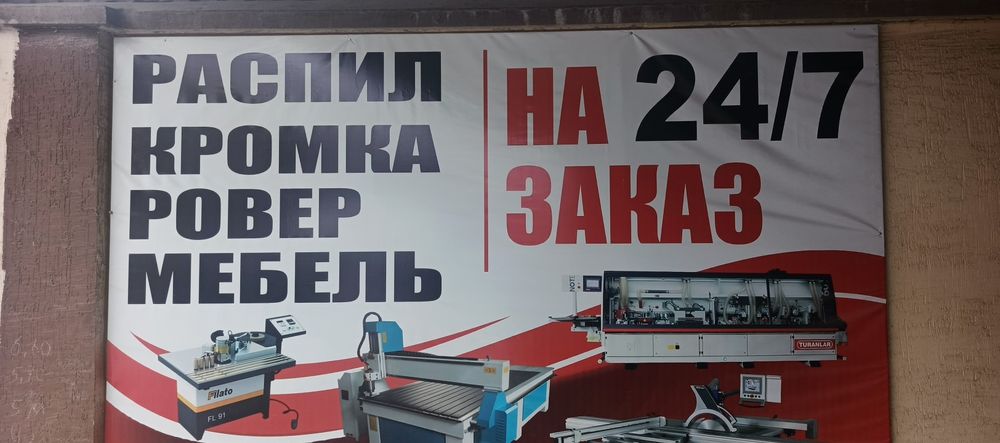 РАСПИЛ
КРОМКА
РОВЕР
МЕБЕЛЬ
НА 24/7
ЗАКАЗ
Filato
FL 91
TURANLAR